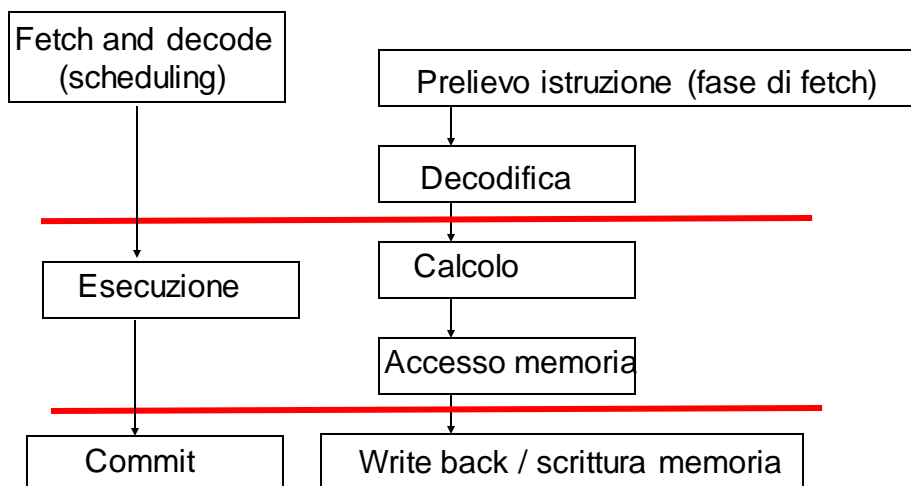 Fetch and decode
(scheduling)
Prelievo istruzione (fase di fetch)
Decodifica
Calcolo
Esecuzione
Accesso memoria
Commit
Write back / scrittura memoria